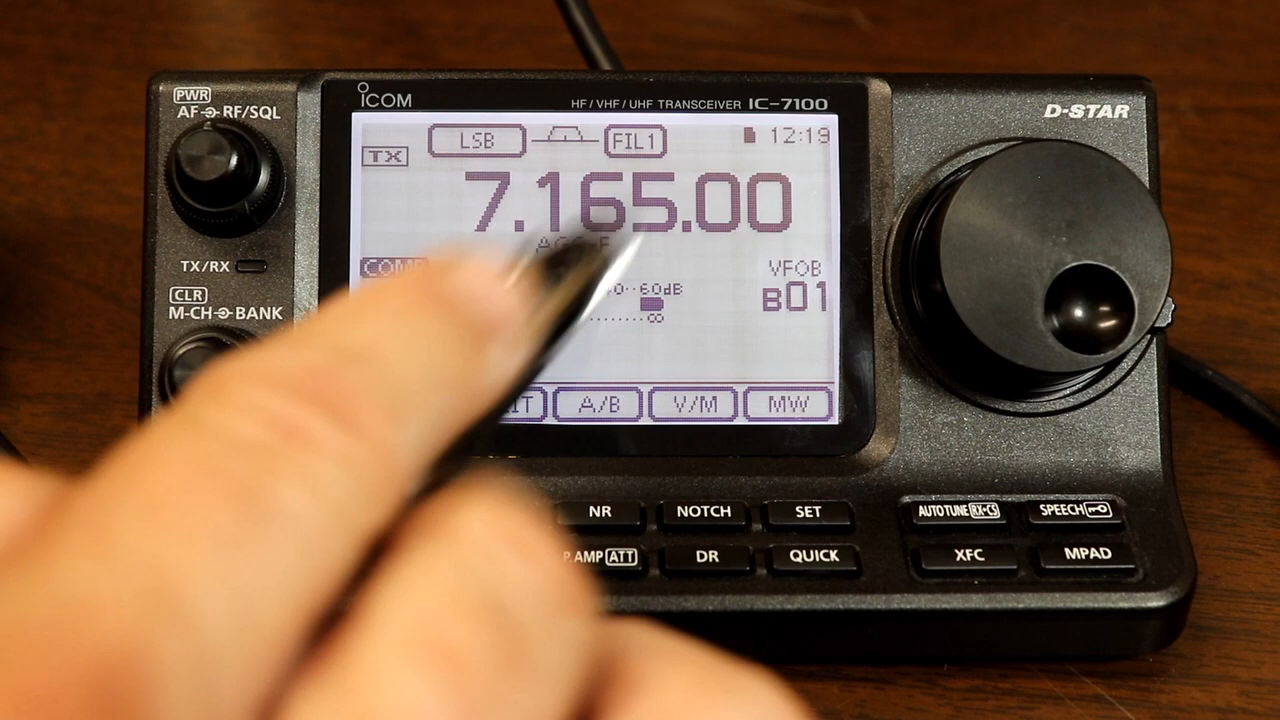 PWR
AF RF/SQL
ICOM
HF/VHF/UHF TRANSCEIVER IC-7100
D-STAR
LSB
FIL1
12:19
TX
7.165.00
TX/RX
VFOB
60dB
B01
CLR
M-CH BANK
A/B
V/M
MW
NR
NOTCH
SET
AUTOTUNE RX→CS
SPEECH
P.AMP ATT
DR
QUICK
XFC
MPAD